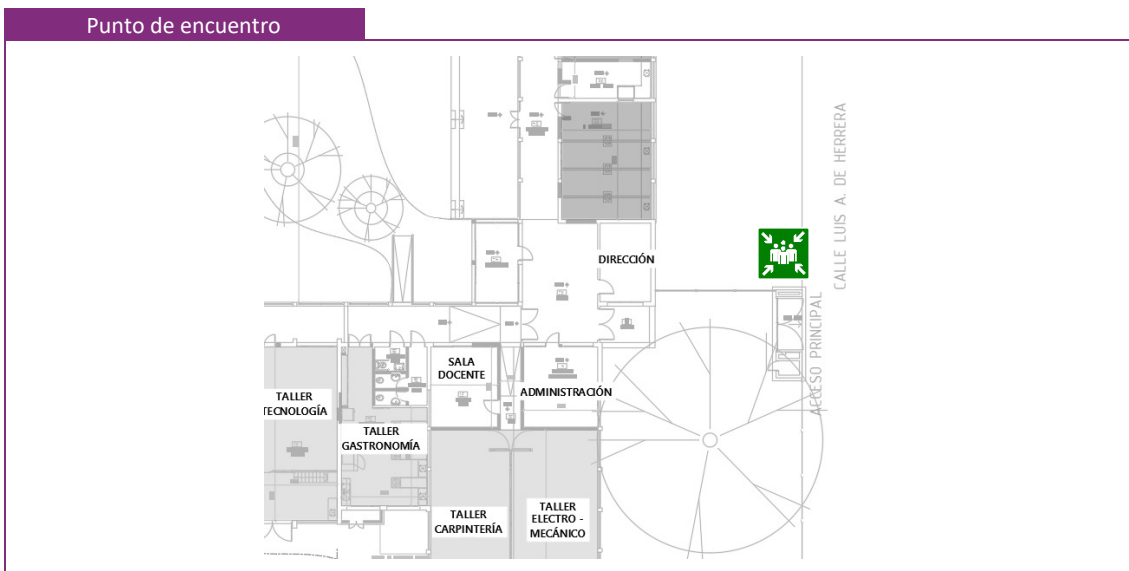 Punto de encuentro
CALLE LUIS A. DE HERRERA
DIRECCIÓN
ACCESO PRINCIPAL
SALA
DOCENTE
ADMINISTRACIÓN
TALLER
TECNOLOGÍA
TALLER
GASTRONOMÍA
TALLER
CARPINTERÍA
TALLER
ELECTRO -
MECÁNICO